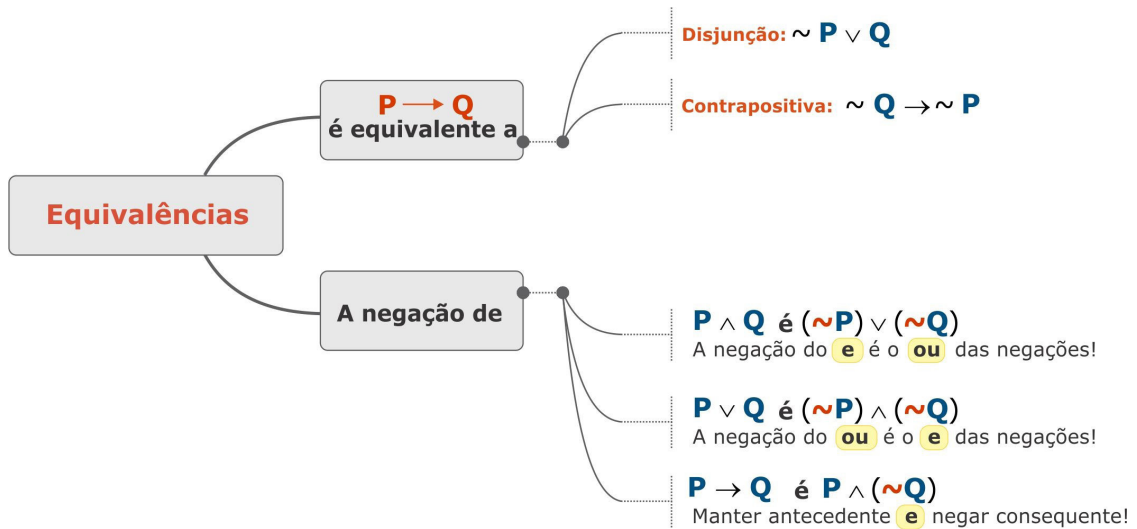 Equivalências
P → Q
é equivalente a
Disjunção: ~ P ∨ Q
Contrapositiva: ~ Q →~ P
A negação de
P ∧ Q é (~P) ∨ (~Q)
A negação do e é o ou das negações!
P ∨ Q é (~P) ∧ (~Q)
A negação do ou é o e das negações!
P → Q é P ∧ (~Q)
Manter antecedente e negar consequente!